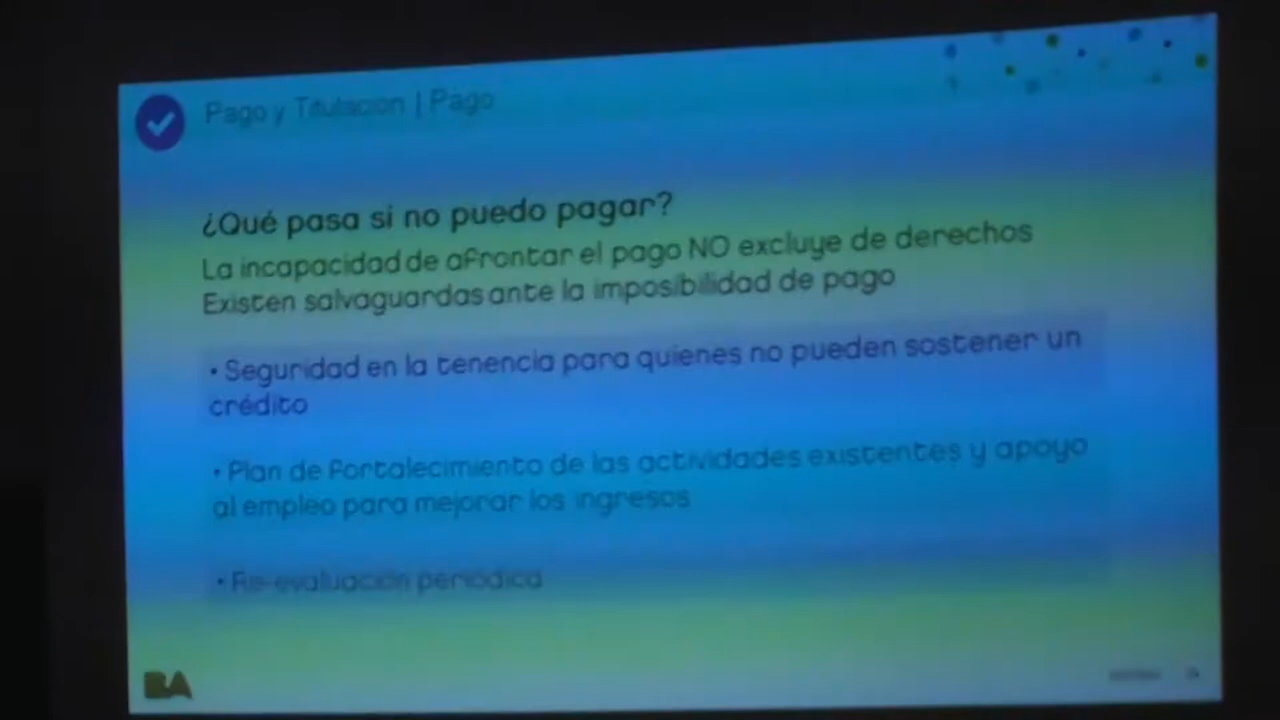 Pago y Titulacion | Pago
¿Qué pasa si no puedo pagar?
La incapacidad de afrontar el pago NO excluye de derechos
Existen salvaguardas ante la imposibilidad de pago
• Seguridad en la tenencia para quienes no pueden sostener un
crédito
• Plan de fortalecimiento de las actividades existentes y apoyo
al empleo para mejorar los ingresos
• Re-evaluación periódica
BA